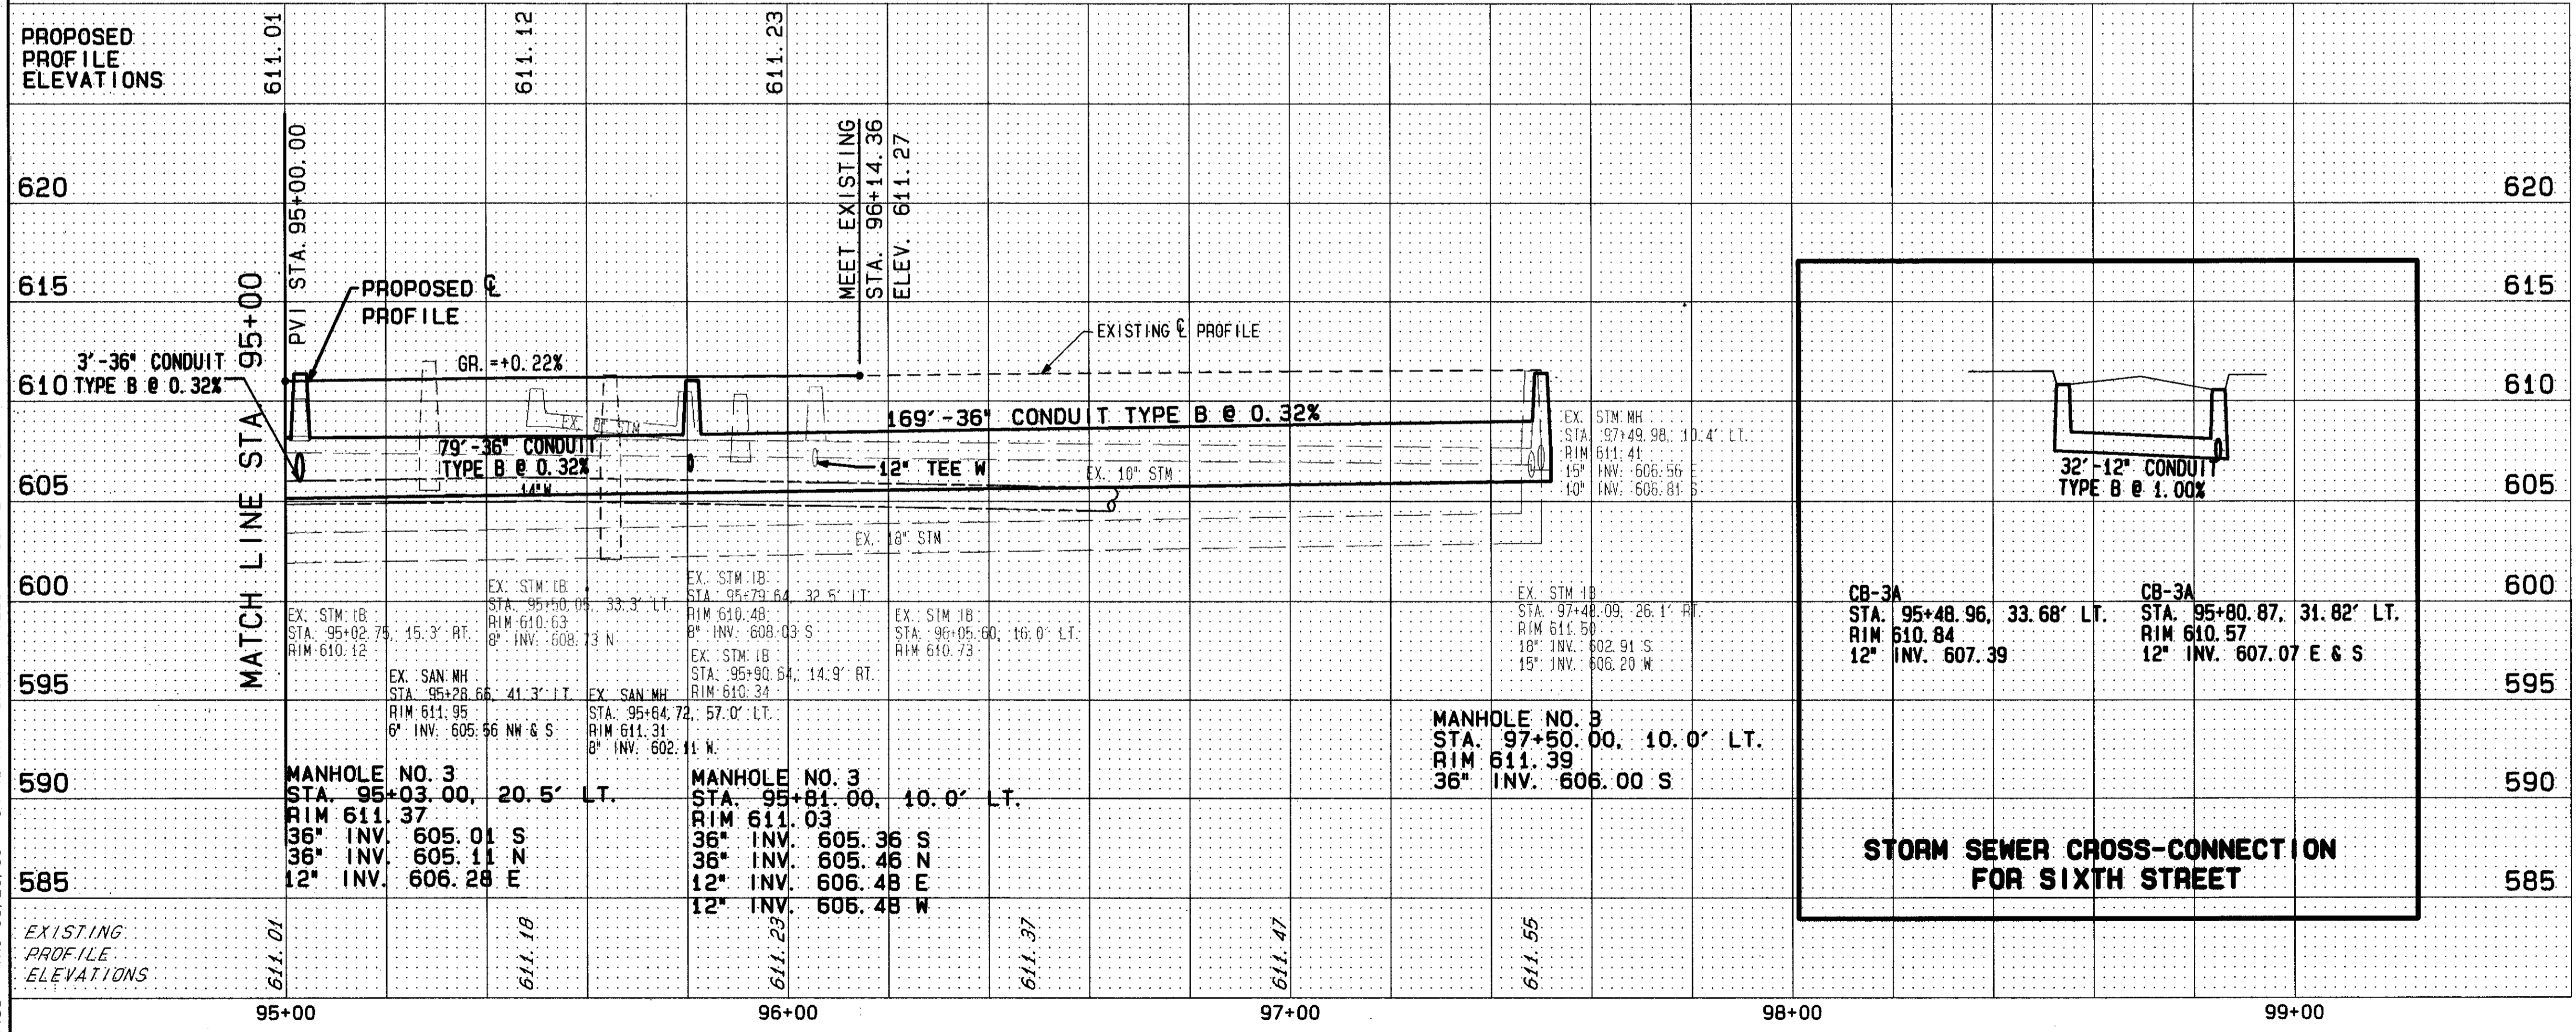 PROPOSED
PROFILE
ELEVATIONS
611.01
611.12
611.23
PVI STA. 95+00.00
MEET EXISTING
STA. 96+14.36
ELEV. 611.27
620
620
615
615
610
610
605
605
600
600
595
595
590
590
585
585
MATCH LINE STA. 95+00
PROPOSED ℄
PROFILE
3'-36" CONDUIT
TYPE B @ 0.32%
GR. =+0.22%
EXISTING ℄ PROFILE
EX. 8" STM
169'-36" CONDUIT TYPE B @ 0.32%
79'-36" CONDUIT
TYPE B @ 0.32%
14"W
12" TEE W
EX. 10" STM
EX. 18" STM
EX. STM MH
STA. 97+49.98, 10.4' LT.
RIM 611.41
15" INV. 606.56 E
10" INV. 606.81 S
32'-12" CONDUIT
TYPE B @ 1.00%
EX. STM IB
STA. 95+02.75, 15.3' RT.
RIM 610.12
EX. STM IB
STA. 95+50.05, 33.3' LT.
RIM 610.63
8" INV. 608.73 N
EX. STM IB
STA. 95+79.64, 32.5' LT.
RIM 610.48
8" INV. 608.03 S
EX. STM IB
STA. 95+90.64, 14.9' RT.
RIM 610.34
EX. STM IB
STA. 96+05.60, 16.0' LT.
RIM 610.73
EX. STM IB
STA. 97+48.09, 26.1' RT.
RIM 611.50
18" INV. 602.91 S
15" INV. 606.20 W
EX. SAN MH
STA. 95+28.66, 41.3' LT.
RIM 611.95
6" INV. 605.56 NW & S
EX. SAN MH
STA. 95+64.72, 57.0' LT.
RIM 611.31
8" INV. 602.11 W.
CB-3A
STA. 95+48.96, 33.68' LT.
RIM 610.84
12" INV. 607.39
CB-3A
STA. 95+80.87, 31.82' LT.
RIM 610.57
12" INV. 607.07 E & S
MANHOLE NO. 3
STA. 95+03.00, 20.5' LT.
RIM 611.37
36" INV. 605.01 S
36" INV. 605.11 N
12" INV. 606.28 E
MANHOLE NO. 3
STA. 95+81.00, 10.0' LT.
RIM 611.03
36" INV. 605.36 S
36" INV. 605.46 N
12" INV. 606.48 E
12" INV. 606.48 W
MANHOLE NO. 3
STA. 97+50.00, 10.0' LT.
RIM 611.39
36" INV. 606.00 S
STORM SEWER CROSS-CONNECTION
FOR SIXTH STREET
EXISTING
PROFILE
ELEVATIONS
611.01
611.18
611.23
611.37
611.47
611.55
95+00
96+00
97+00
98+00
99+00